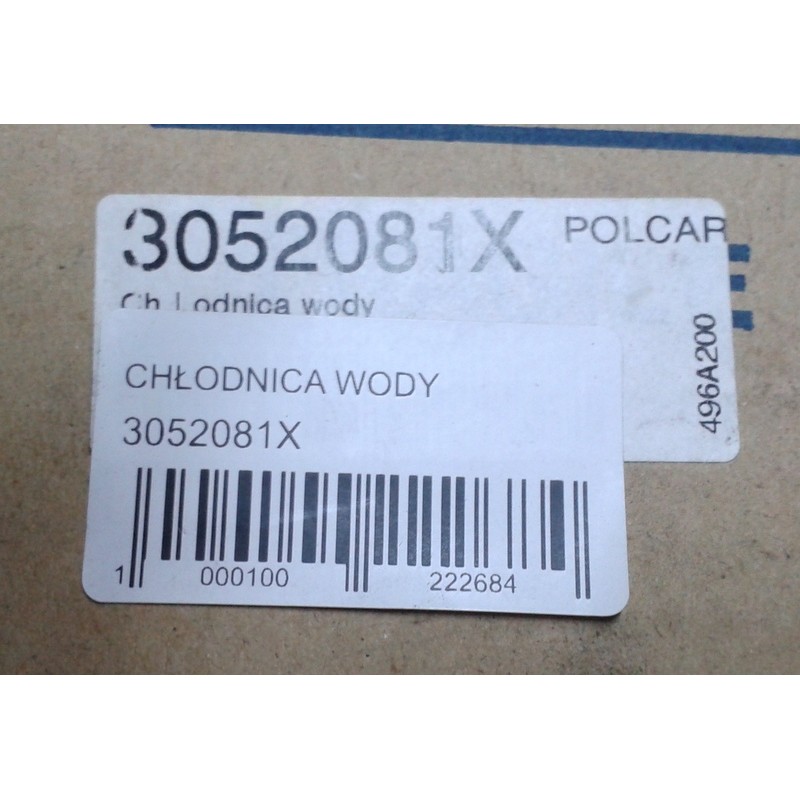 3052081X POLCAR
Ch Lodnica wody
496A200
CHŁODNICA WODY
3052081X
1 000100 222684